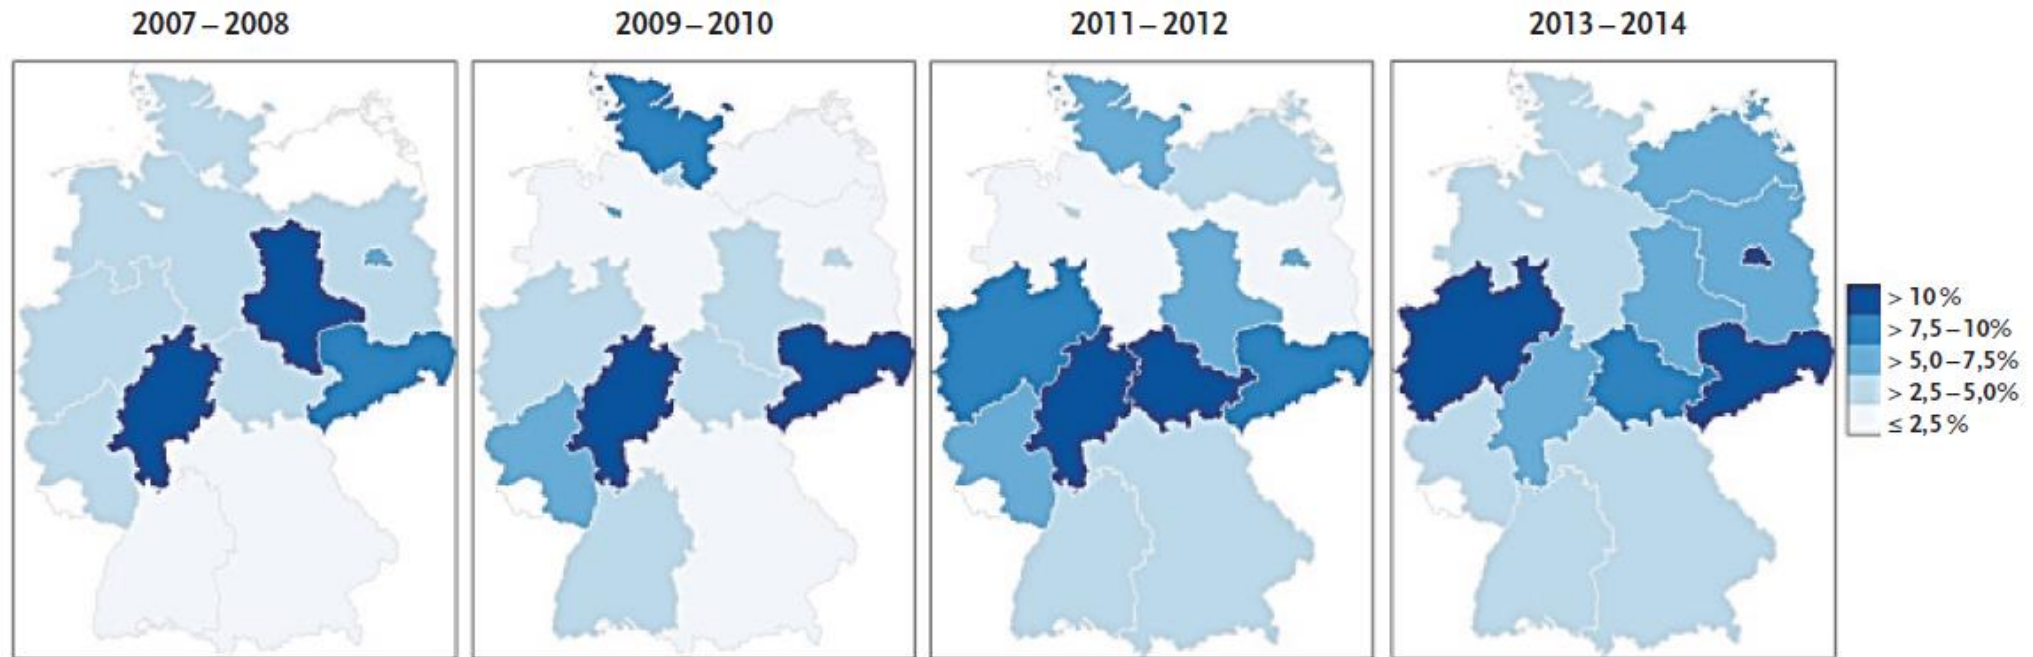 2007 – 2008
2009 – 2010
2011 – 2012
2013 – 2014
> 10 %
> 7,5 – 10%
> 5,0 – 7,5%
> 2,5 – 5,0%
≤ 2,5 %